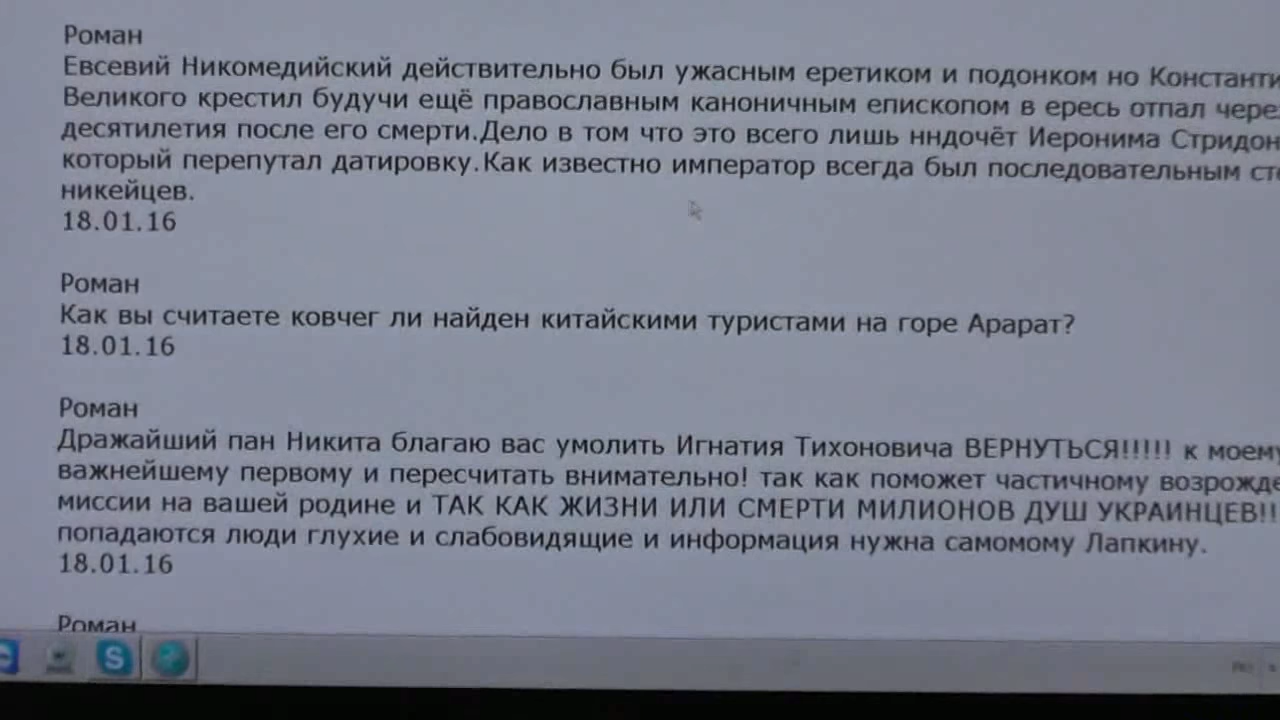 Роман
Евсевий Никомедийский действительно был ужасным еретиком и подонком но Константи
Великого крестил будучи ещё православным каноничным епископом в ересь отпал чере
десятилетия после его смерти.Дело в том что это всего лишь нндочёт Иеронима Стридон
который перепутал датировку.Как известно император всегда был последовательным ст
никейцев.
18.01.16
Роман
Как вы считаете ковчег ли найден китайскими туристами на горе Арарат?
18.01.16
Роман
Дражайший пан Никита благаю вас умолить Игнатия Тихоновича ВЕРНУТЬСЯ!!!!! к моему
важнейшему первому и пересчитать внимательно! так как поможет частичному возрожде
миссии на вашей родине и ТАК КАК ЖИЗНИ ИЛИ СМЕРТИ МИЛИОНОВ ДУШ УКРАИНЦЕВ!!
попадаются люди глухие и слабовидящие и информация нужна самомому Лапкину.
18.01.16
Роман